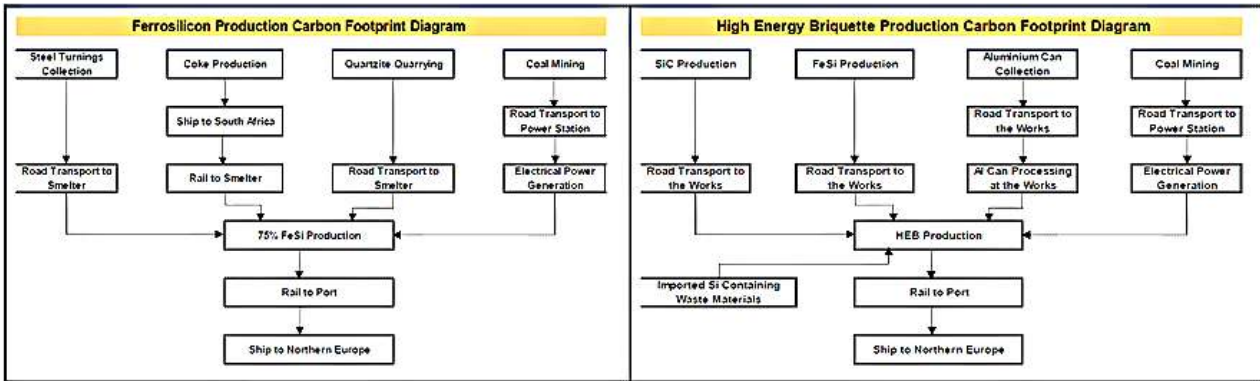 Ferrosilicon Production Carbon Footprint Diagram
Steel Turnings
Collection
Coke Production
Quartzite Quarrying
Coal Mining
Ship to South Africa
Road Transport to
Power Station
Road Transport to
Smelter
Rail to Smelter
Road Transport to
Smelter
Electrical Power
Generation
75% FeSi Production
Rail to Port
Ship to Northern Europe
High Energy Briquette Production Carbon Footprint Diagram
SiC Production
FeSi Production
Aluminium Can
Collection
Coal Mining
Road Transport to
the Works
Road Transport to
Power Station
Road Transport to
the Works
Road Transport to
the Works
Al Can Processing
at the Works
Electrical Power
Generation
HEB Production
Imported Si Containing
Waste Materials
Rail to Port
Ship to Northern Europe